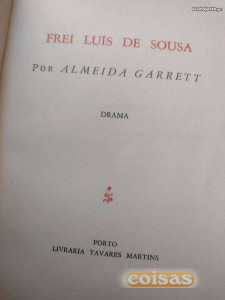 FREI LUÍS DE SOUSA
POR ALMEIDA GARRETT
DRAMA
PORTO
LIVRARIA TAVARES MARTINS
coisas